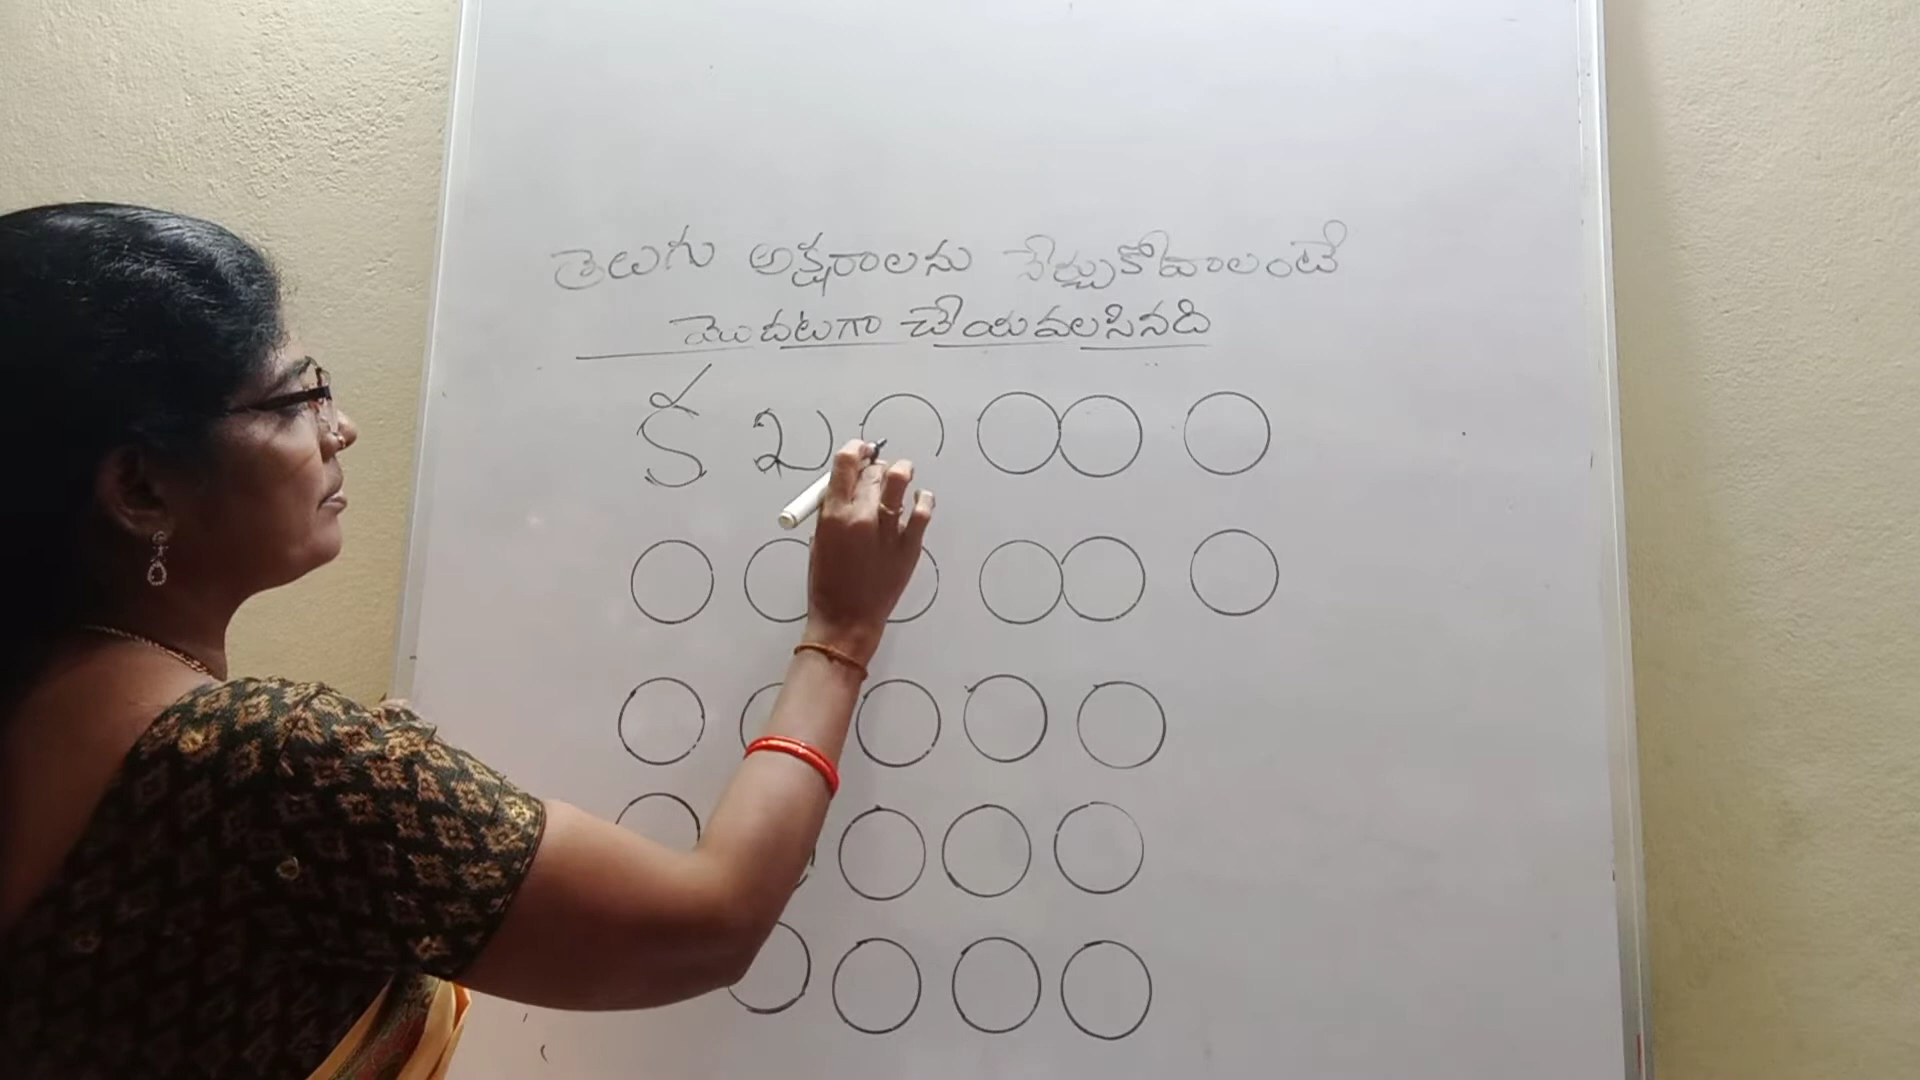 తెలుగు అక్షరాలను నేర్చుకోవాలంటే
మొదటగా చేయవలసినది
క ఖ